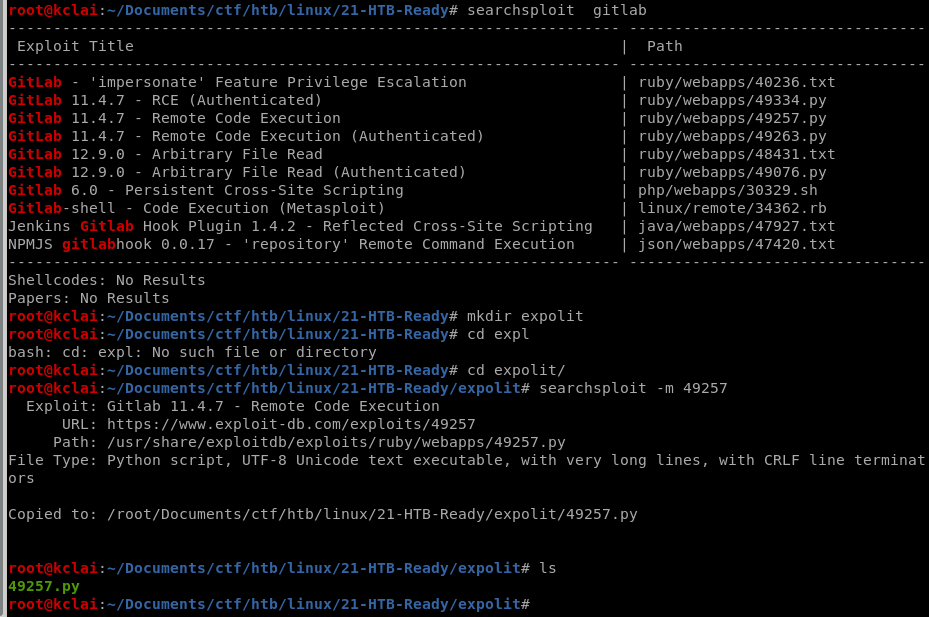 root@kclai:~/Documents/ctf/htb/linux/21-HTB-Ready# searchsploit  gitlab
-------------------------------------------------------------------- ---------------------------------
 Exploit Title                                                      |  Path
-------------------------------------------------------------------- ---------------------------------
GitLab - 'impersonate' Feature Privilege Escalation                 | ruby/webapps/40236.txt
GitLab 11.4.7 - RCE (Authenticated)                                 | ruby/webapps/49334.py
Gitlab 11.4.7 - Remote Code Execution                               | ruby/webapps/49257.py
GitLab 11.4.7 - Remote Code Execution (Authenticated)               | ruby/webapps/49263.py
GitLab 12.9.0 - Arbitrary File Read                                 | ruby/webapps/48431.txt
Gitlab 12.9.0 - Arbitrary File Read (Authenticated)                 | ruby/webapps/49076.py
Gitlab 6.0 - Persistent Cross-Site Scripting                        | php/webapps/30329.sh
Gitlab-shell - Code Execution (Metasploit)                          | linux/remote/34362.rb
Jenkins Gitlab Hook Plugin 1.4.2 - Reflected Cross-Site Scripting   | java/webapps/47927.txt
NPMJS gitlabhook 0.0.17 - 'repository' Remote Command Execution     | json/webapps/47420.txt
-------------------------------------------------------------------- ---------------------------------
Shellcodes: No Results
Papers: No Results
root@kclai:~/Documents/ctf/htb/linux/21-HTB-Ready# mkdir expolit
root@kclai:~/Documents/ctf/htb/linux/21-HTB-Ready# cd expl
bash: cd: expl: No such file or directory
root@kclai:~/Documents/ctf/htb/linux/21-HTB-Ready# cd expolit/
root@kclai:~/Documents/ctf/htb/linux/21-HTB-Ready/expolit# searchsploit -m 49257
  Exploit: Gitlab 11.4.7 - Remote Code Execution
      URL: https://www.exploit-db.com/exploits/49257
     Path: /usr/share/exploitdb/exploits/ruby/webapps/49257.py
File Type: Python script, UTF-8 Unicode text executable, with very long lines, with CRLF line terminat
ors
Copied to: /root/Documents/ctf/htb/linux/21-HTB-Ready/expolit/49257.py
root@kclai:~/Documents/ctf/htb/linux/21-HTB-Ready/expolit# ls
49257.py
root@kclai:~/Documents/ctf/htb/linux/21-HTB-Ready/expolit#